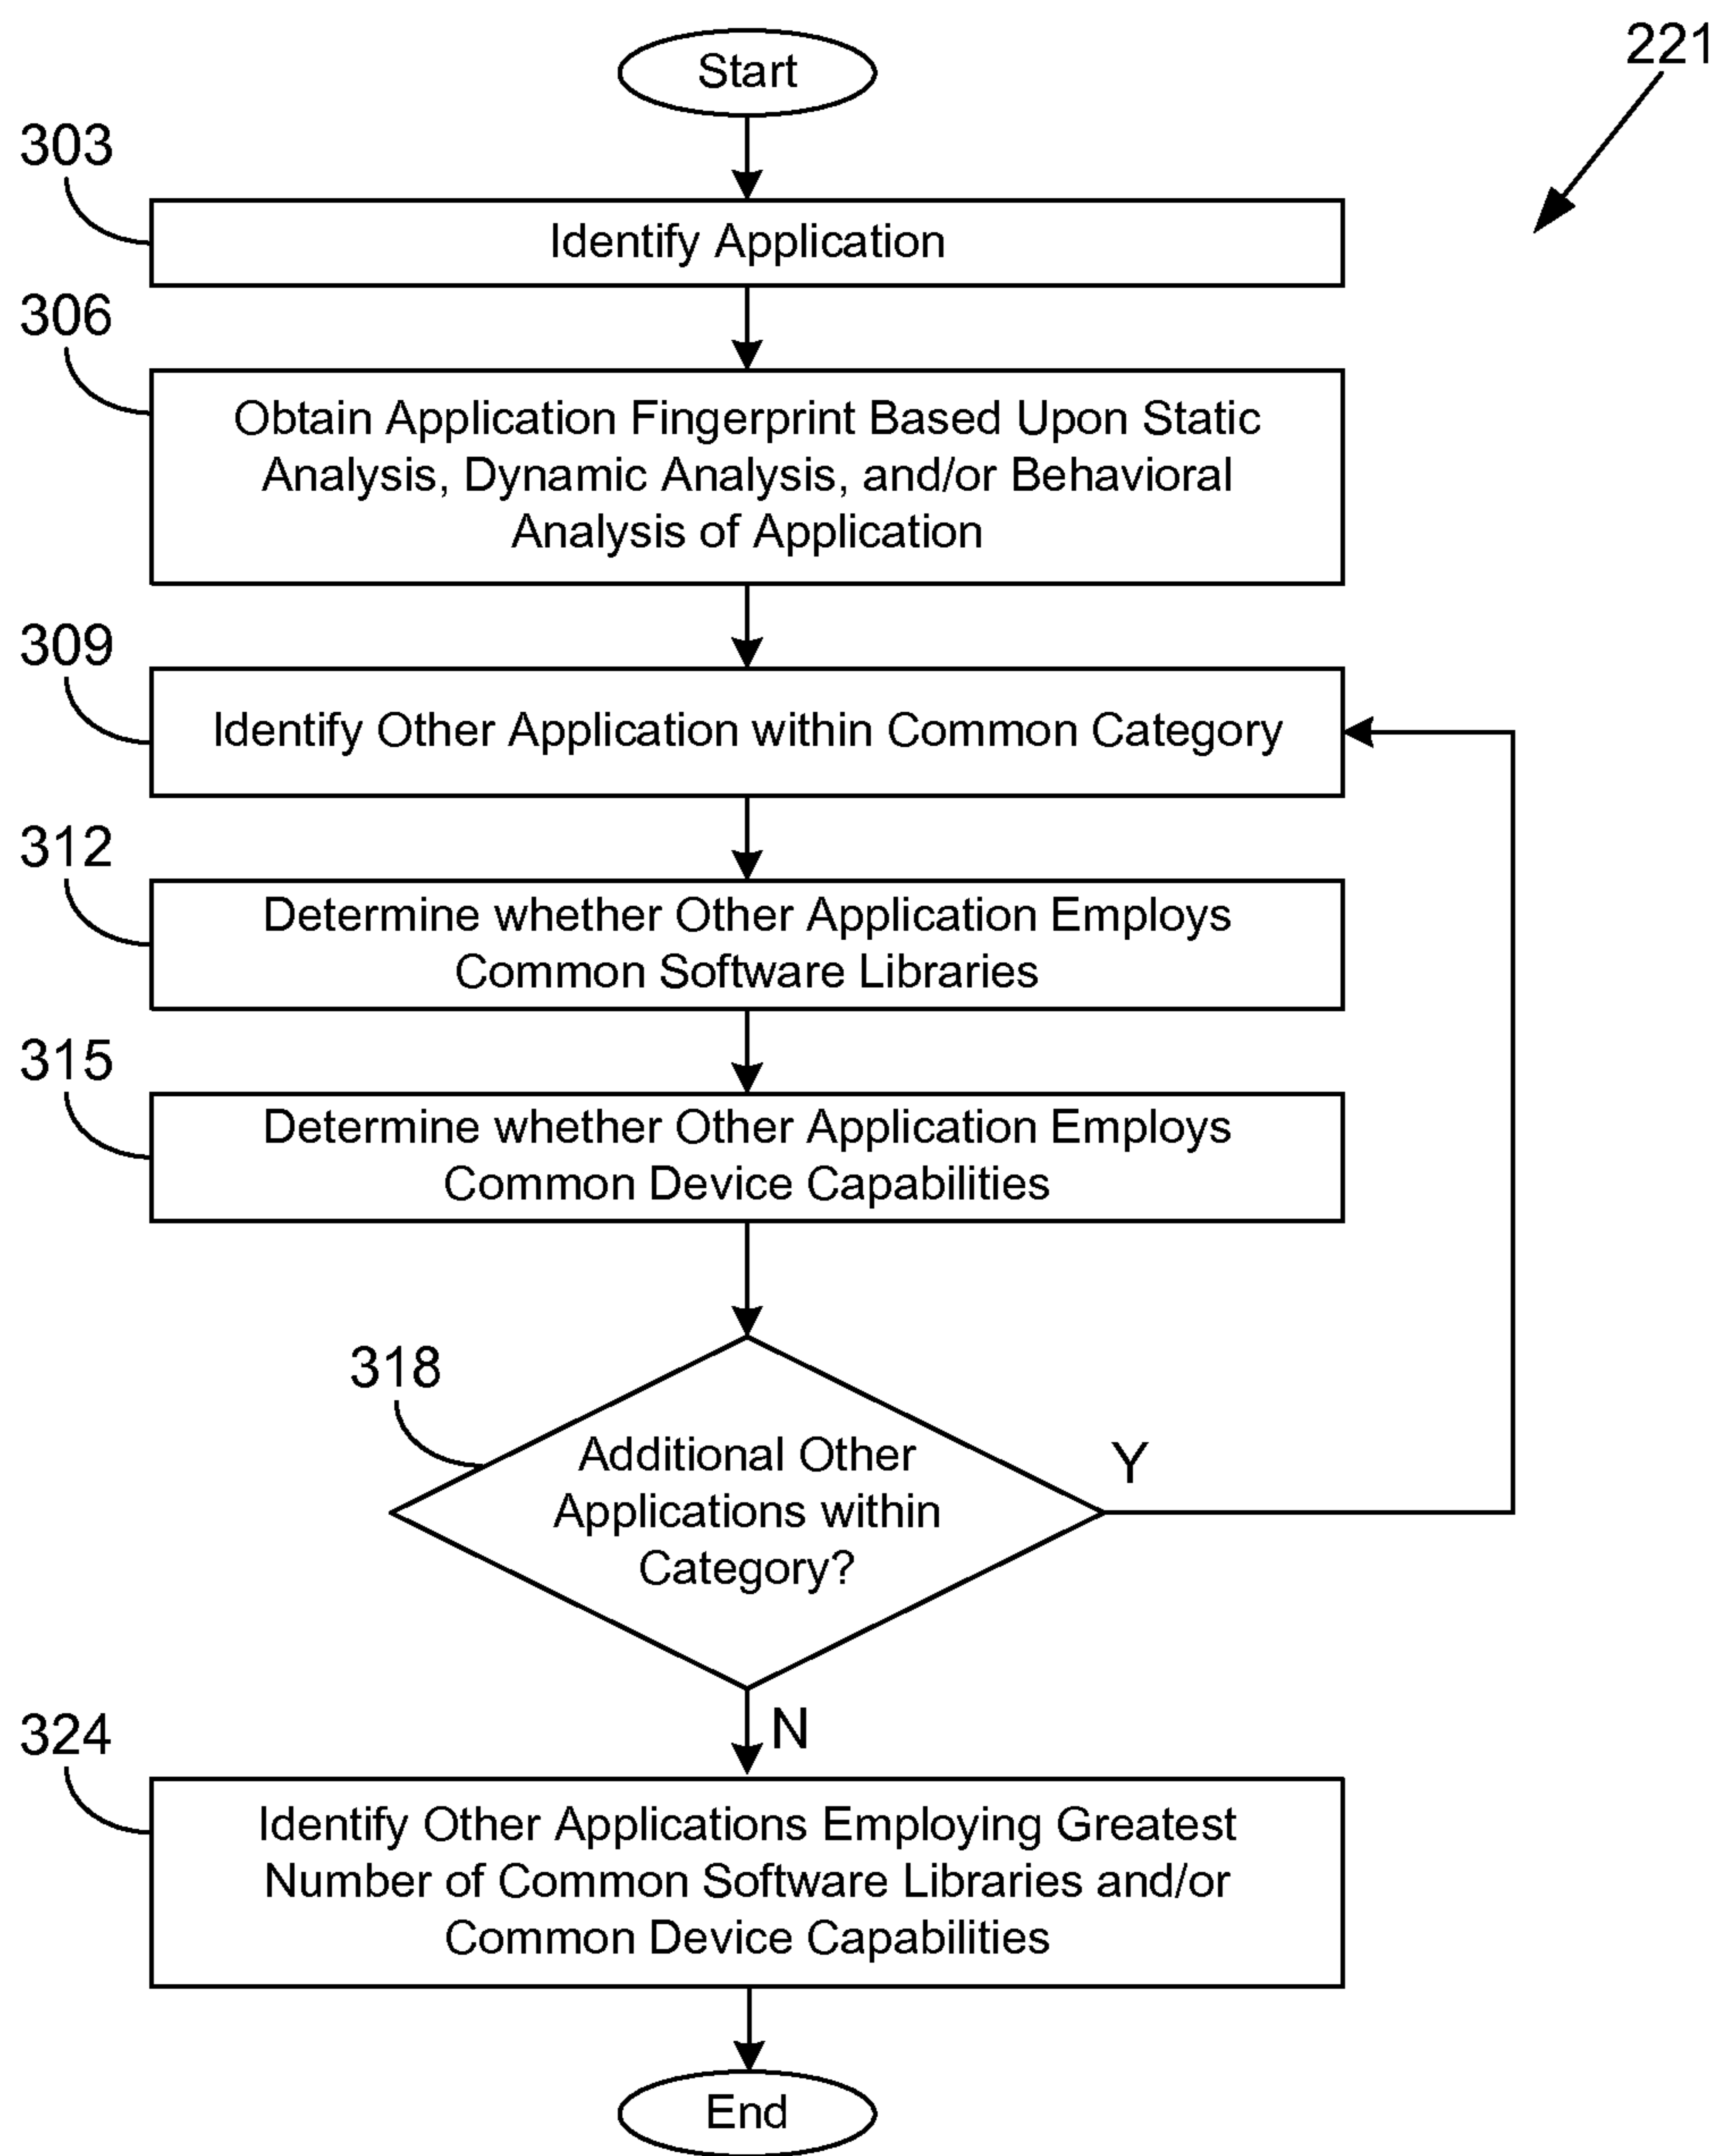 Start
221
303
Identify Application
306
Obtain Application Fingerprint Based Upon Static
Analysis, Dynamic Analysis, and/or Behavioral
Analysis of Application
309
Identify Other Application within Common Category
312
Determine whether Other Application Employs
Common Software Libraries
315
Determine whether Other Application Employs
Common Device Capabilities
318
Additional Other
Applications within
Category?
Y
N
324
Identify Other Applications Employing Greatest
Number of Common Software Libraries and/or
Common Device Capabilities
End